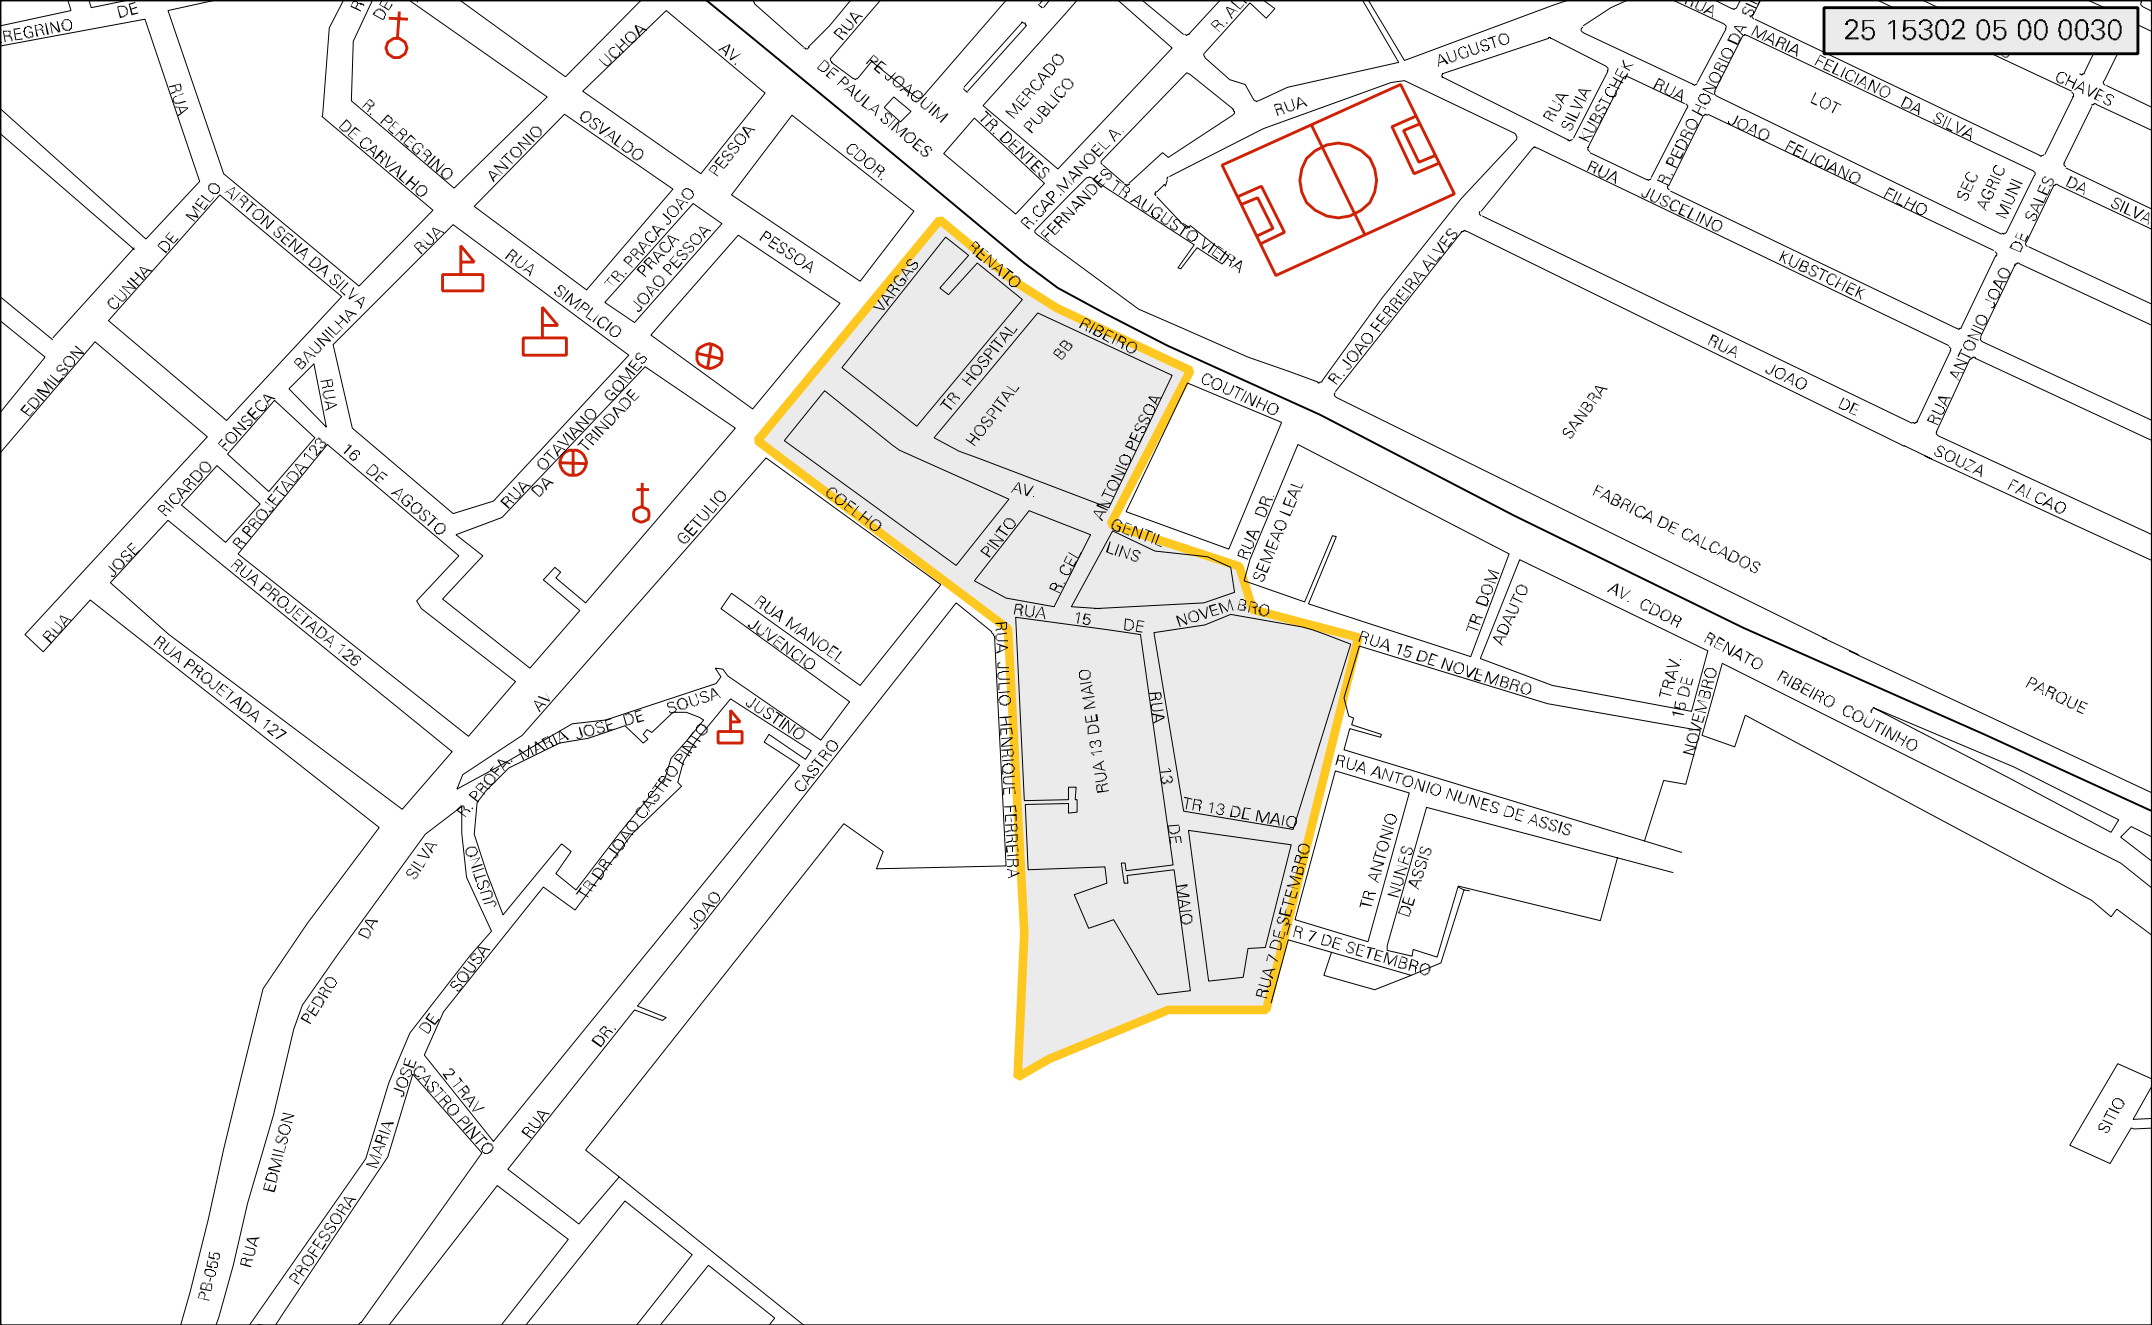 25 15302 05 00 0030
REGRINO
DE
RUA
UCHOA
AV.
RUA
DE PAULA SIMOES
PE JOAQUIM
MERCADO
PUBLICO
TR. DENTES
AUGUSTO
RUA
RUA
SILVIA
KUBSTCHEK
RUA
R. PEDRO HONORIO DA
MARIA
FELICIANO DA SILVA
CHAVES
LOT
JOAO FELICIANO FILHO
SEC
AGRIC
MUNI
DA
SILVA
RUA JUSCELINO KUBSTCHEK
R. PEREGRINO
DE CARVALHO
ANTONIO
OSVALDO
PESSOA
CDOR.
R.CAP.MANOEL A.
FERNANDES
TR AUGUSTO VIEIRA
CUNHA DE MELO
AIRTON SENA DA SILVA
RUA
RUA SIMPLICIO
TR. PRACA JOAO
PRACA
JOAO PESSOA
PESSOA
VARGAS
RENATO
RIBEIRO
COUTINHO
TR HOSPITAL
HOSPITAL
BB
ANTONIO PESSOA
R. JOAO FERREIRA ALVES
RUA JOAO DE SOUZA FALCAO
RUA ANTONIO JOAO DE SALES
SANBRA
FABRICA DE CALCADOS
EDIMILSON
BAUNILHA
RUA
FONSECA
16 DE AGOSTO
RICARDO
JOSE
RUA
R PROJETADA 123
RUA OTAVIANO GOMES
DA TRINDADE
GETULIO
AV.
COELHO
AV.
PINTO
R. CEL
GENTIL
LINS
RUA DR.
SEMEAO LEAL
TR DOM
ADAUTO
AV. CDOR RENATO RIBEIRO COUTINHO
PARQUE
RUA PROJETADA 126
RUA PROJETADA 127
RUA MANOEL
JUVENCIO
RUA 15 DE NOVEMBRO
RUA 15 DE NOVEMBRO
TRAV.
15 DE
NOVEMBRO
R. PROFA. MARIA JOSE DE SOUSA
JUSTINO
TR DR JOAO CASTRO PINTO
CASTRO
RUA JULIO HENRIQUE FERREIRA
RUA 13 DE MAIO
RUA 13 DE MAIO
TR 13 DE MAIO
RUA ANTONIO NUNES DE ASSIS
TR ANTONIO
NUNES
DE ASSIS
RUA 7 DE SETEMBRO
TR 7 DE SETEMBRO
JUSTINO
RUA EDMILSON PEDRO DA SILVA
PROFESSORA MARIA JOSE DE SOUSA
2 TRAV
CASTRO PINTO
RUA DR. JOAO
PB-055
SITIO